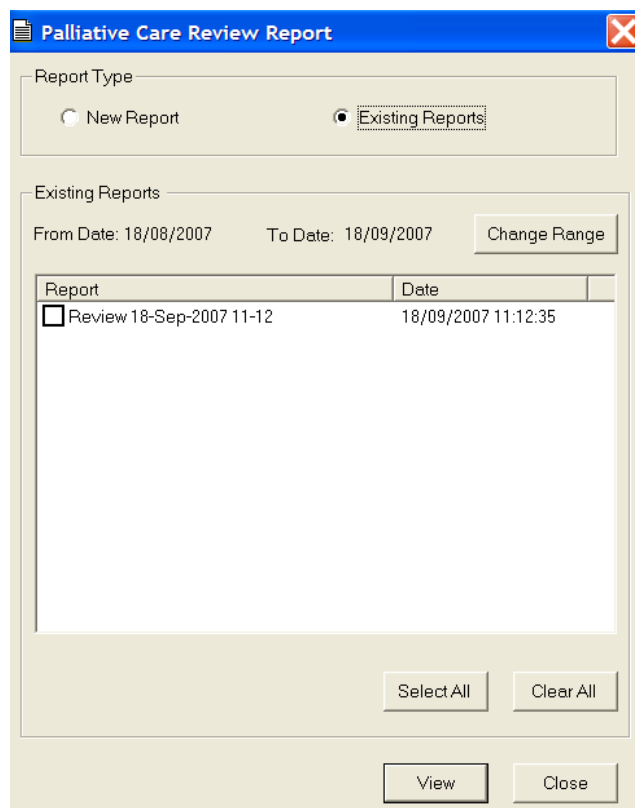 Palliative Care Review Report
Report Type
New Report Existing Reports
Existing Reports
From Date: 18/08/2007 To Date: 18/09/2007 Change Range
Report Date
Review 18-Sep-2007 11-12 18/09/2007 11:12:35
Select All Clear All
View Close